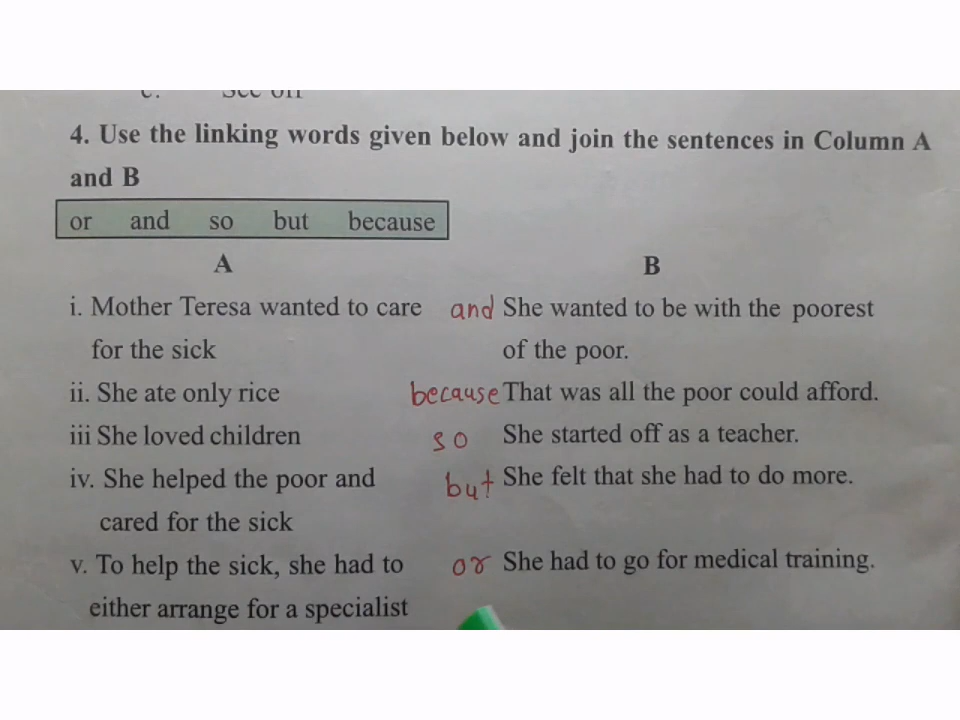 c. See off
4. Use the linking words given below and join the sentences in Column A
and B
or and so but because
A B
i. Mother Teresa wanted to care and She wanted to be with the poorest
for the sick of the poor.
ii. She ate only rice because That was all the poor could afford.
iii She loved children so She started off as a teacher.
iv. She helped the poor and but She felt that she had to do more.
cared for the sick
v. To help the sick, she had to or She had to go for medical training.
either arrange for a specialist